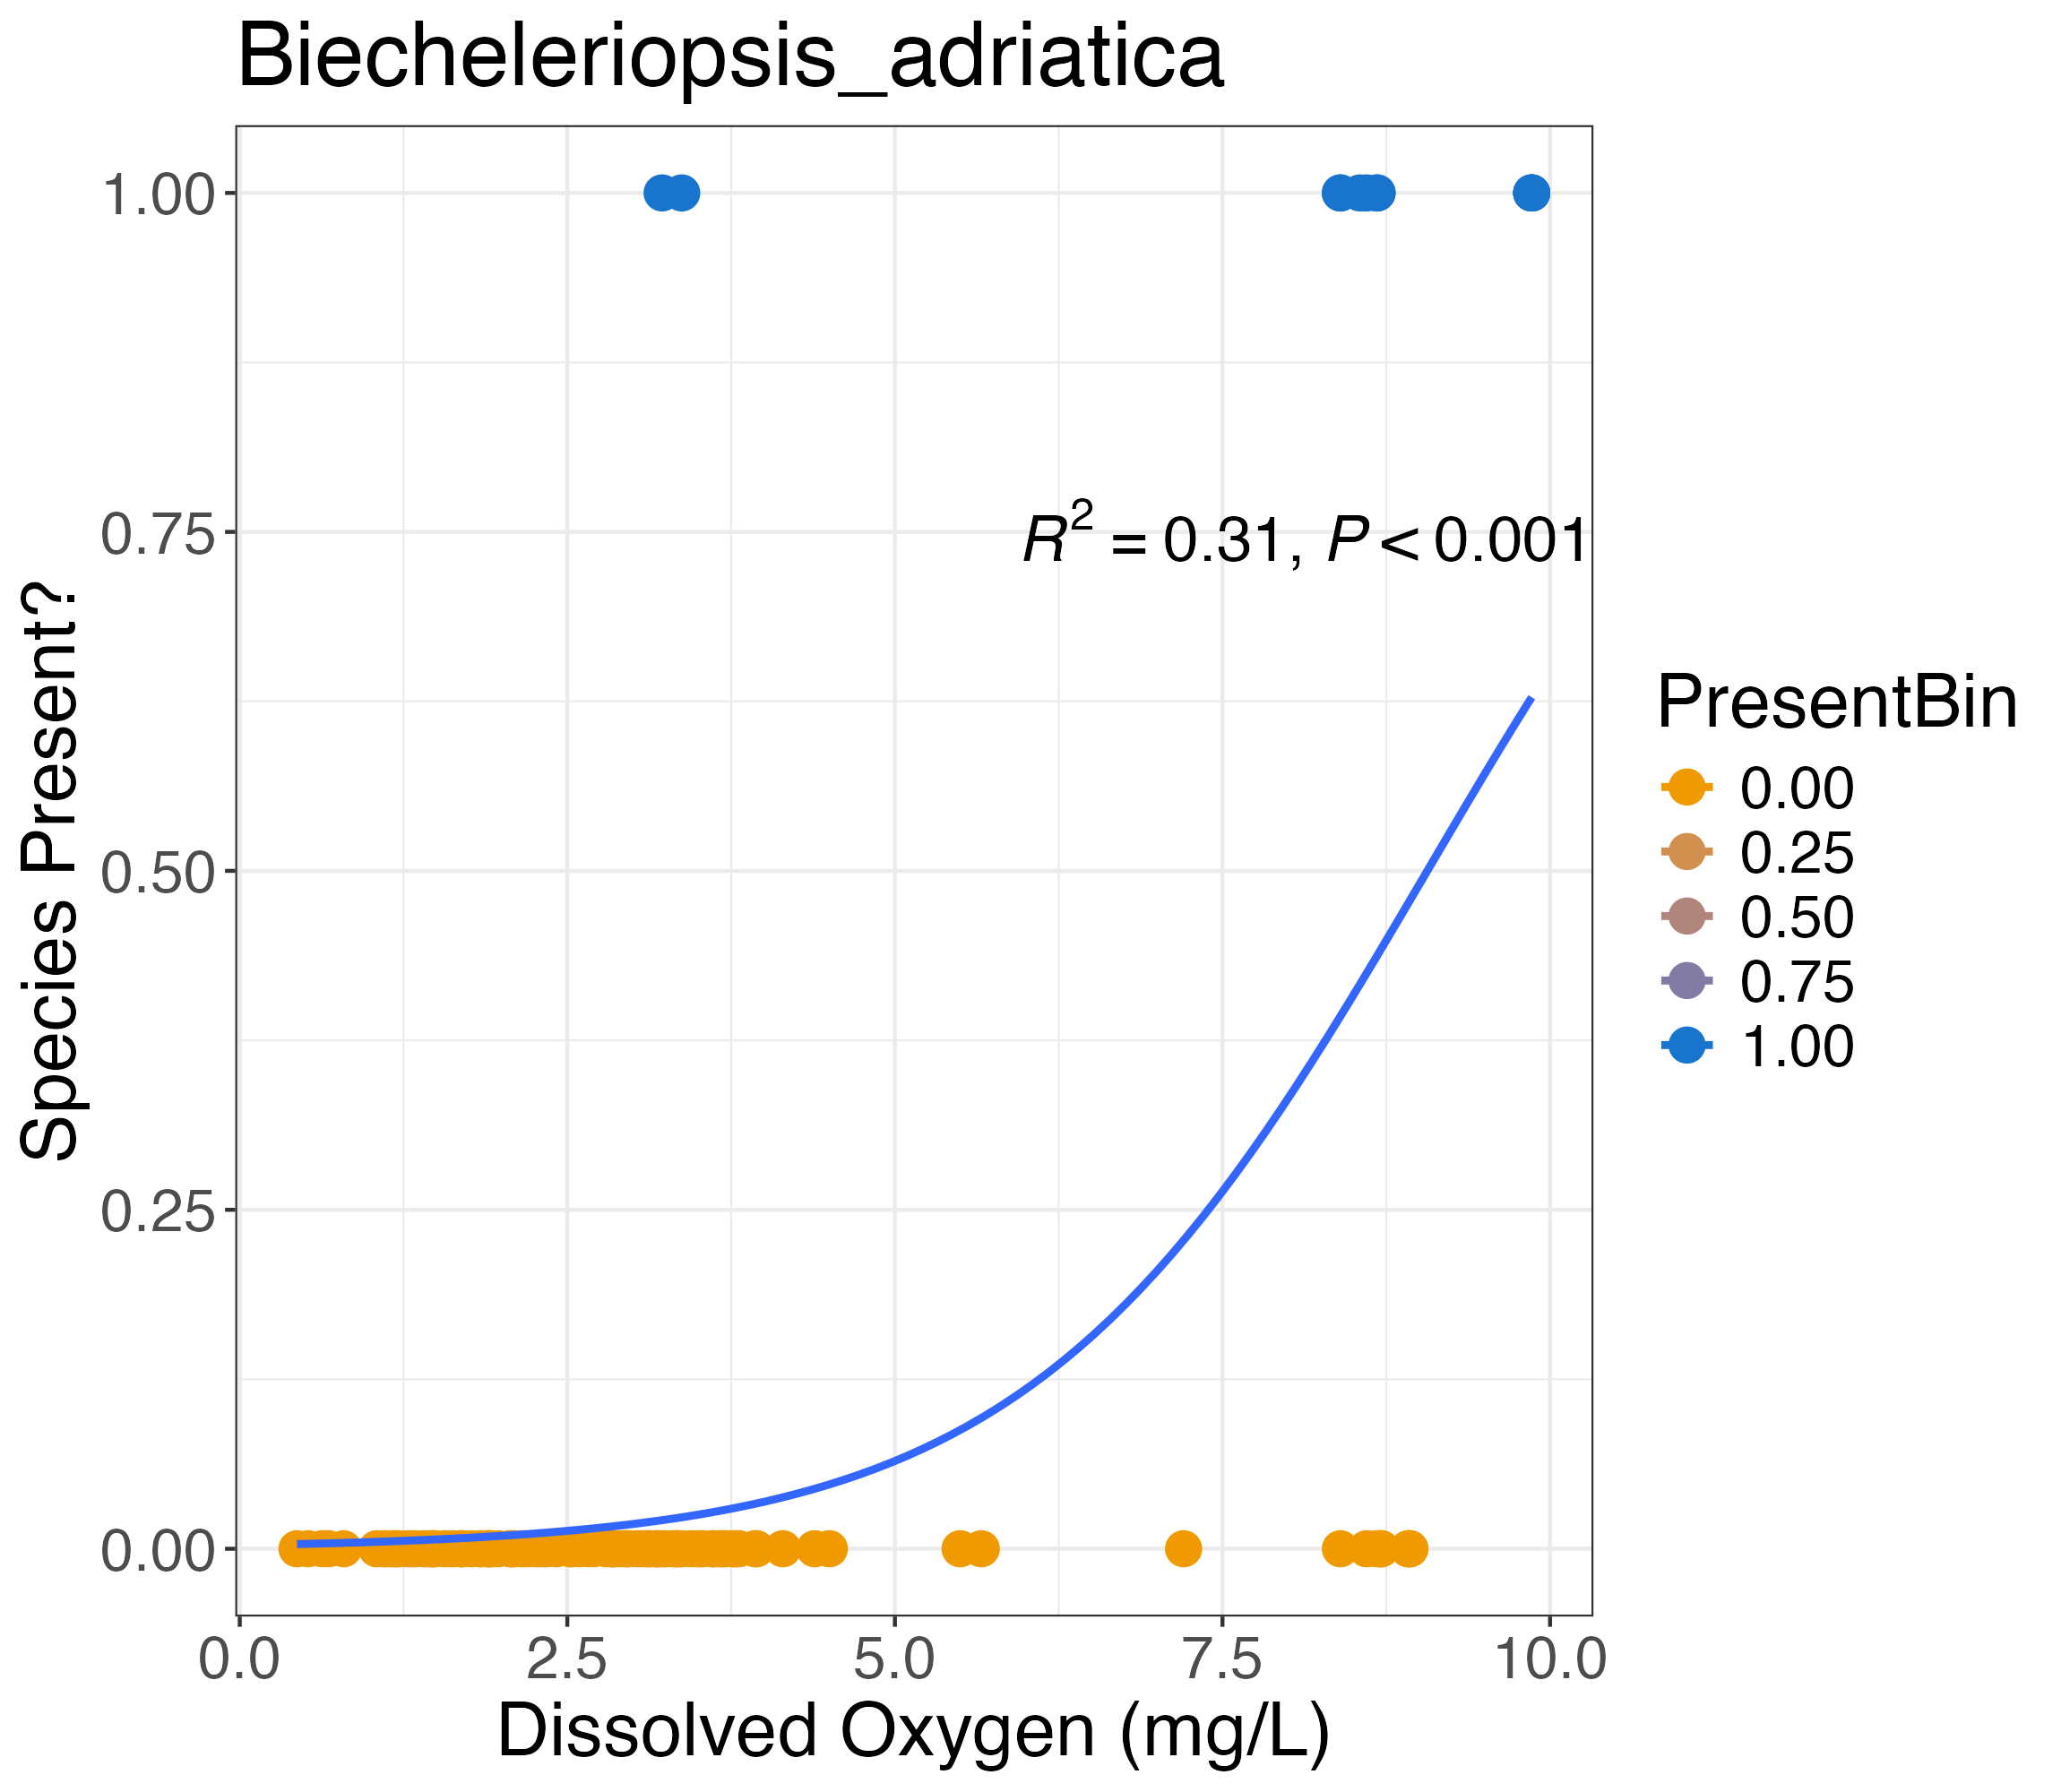 Biecheleriopsis_adriatica
1.00
0.75
0.50
0.25
0.00
Species Present?
R² = 0.31, P < 0.001
0.0 2.5 5.0 7.5 10.0
Dissolved Oxygen (mg/L)
PresentBin
0.00
0.25
0.50
0.75
1.00